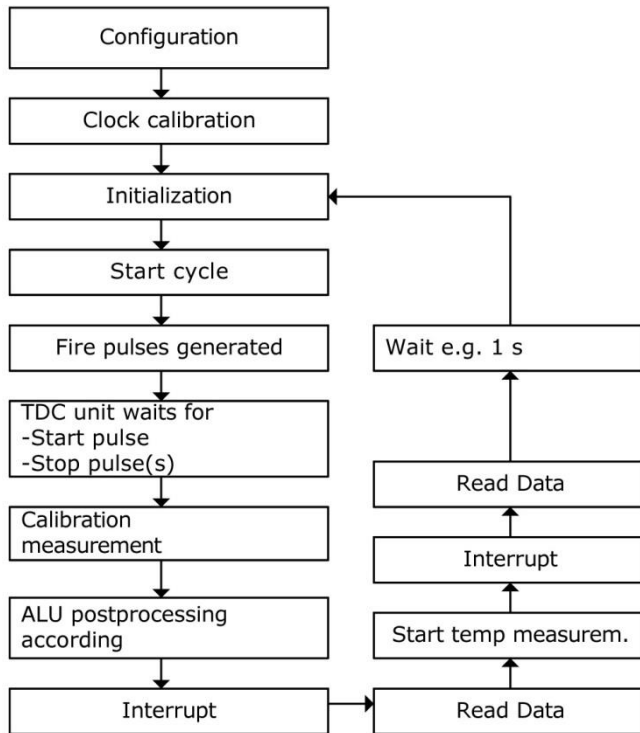 Configuration
Clock calibration
Initialization
Start cycle
Fire pulses generated
TDC unit waits for
-Start pulse
-Stop pulse(s)
Calibration
measurement
ALU postprocessing
according
Interrupt
Read Data
Start temp measurem.
Interrupt
Read Data
Wait e.g. 1 s